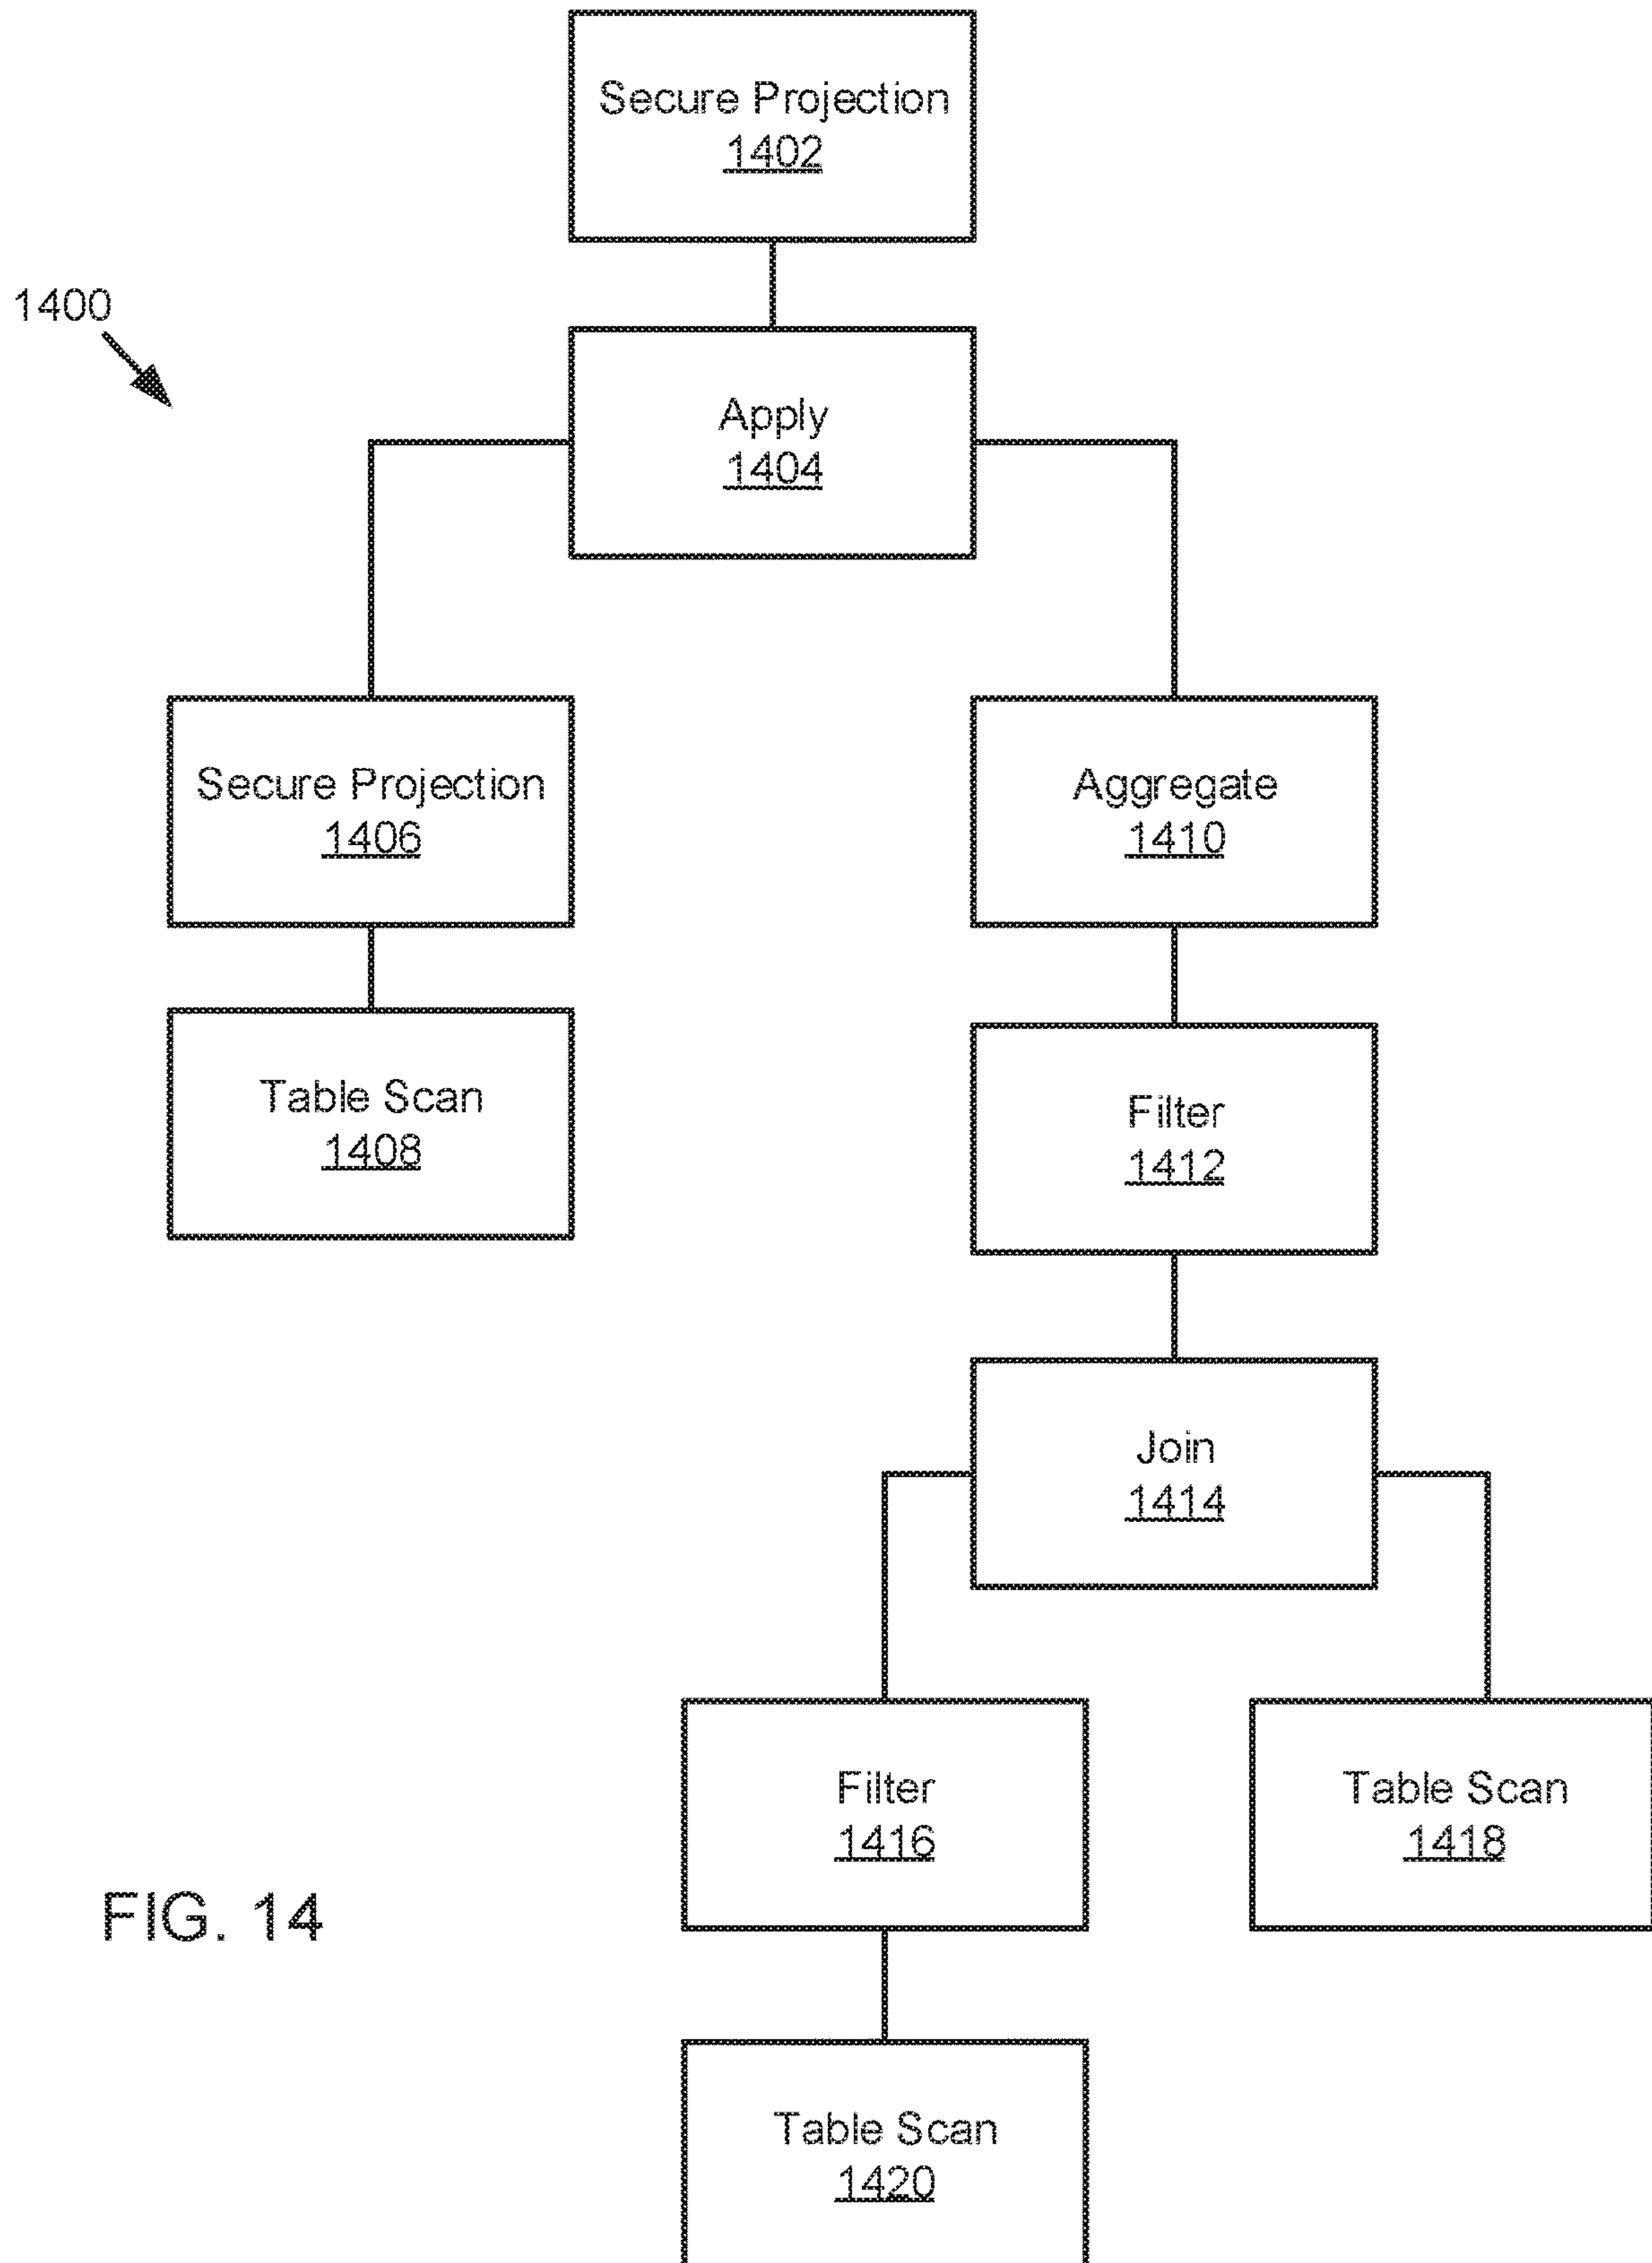 Secure Projection
1402
1400
Apply
1404
Secure Projection
1406
Aggregate
1410
Table Scan
1408
Filter
1412
Join
1414
Filter
1416
Table Scan
1418
FIG. 14
Table Scan
1420